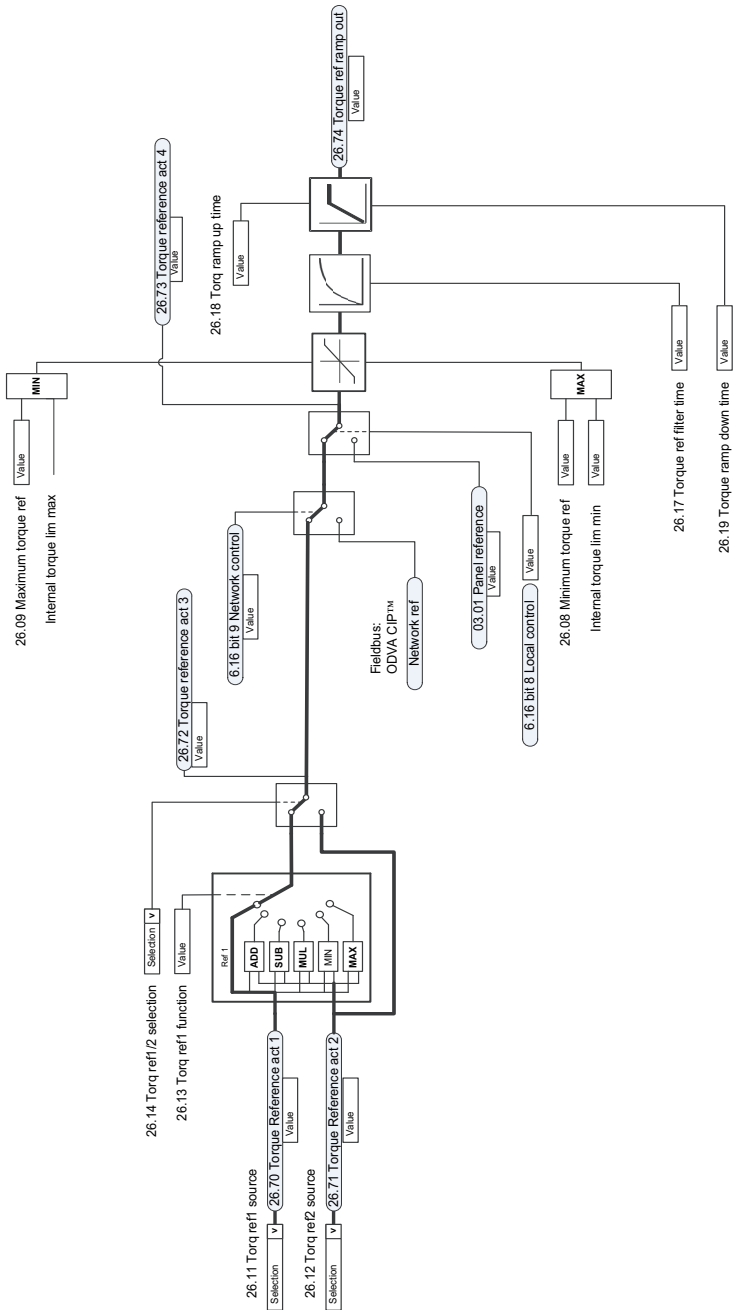 26.11 Torq ref1 source
Selection v
26.70 Torque Reference act 1
Value
26.12 Torq ref2 source
Selection v
26.71 Torque Reference act 2
Value
26.14 Torq ref1/2 selection
Selection v
26.13 Torq ref1 function
Value
Ref 1
ADD
SUB
MUL
MIN
MAX
26.72 Torque reference act 3
Value
6.16 bit 9 Network control
Value
Fieldbus:
ODVA CIP™
Network ref
03.01 Panel reference
Value
6.16 bit 8 Local control
Value
26.73 Torque reference act 4
Value
26.09 Maximum torque ref
Value
Internal torque lim max
MIN
26.08 Minimum torque ref
Value
Internal torque lim min
Value
MAX
26.18 Torq ramp up time
Value
26.17 Torque ref filter time
Value
26.19 Torque ramp down time
Value
26.74 Torque ref ramp out
Value